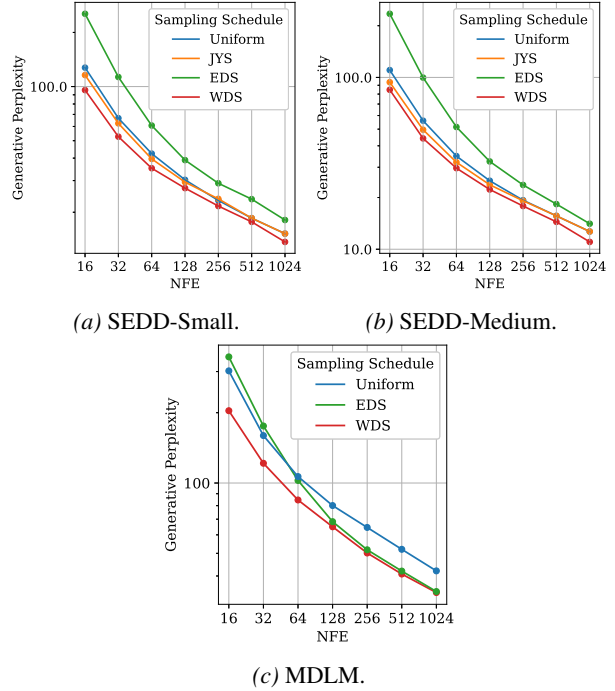 Sampling Schedule
Uniform
JYS
EDS
WDS
Generative Perplexity
100.0
16 32 64 128 256 512 1024
NFE
(a) SEDD-Small.
Sampling Schedule
Uniform
JYS
EDS
WDS
Generative Perplexity
100.0
10.0
16 32 64 128 256 512 1024
NFE
(b) SEDD-Medium.
Sampling Schedule
Uniform
EDS
WDS
Generative Perplexity
100
16 32 64 128 256 512 1024
NFE
(c) MDLM.